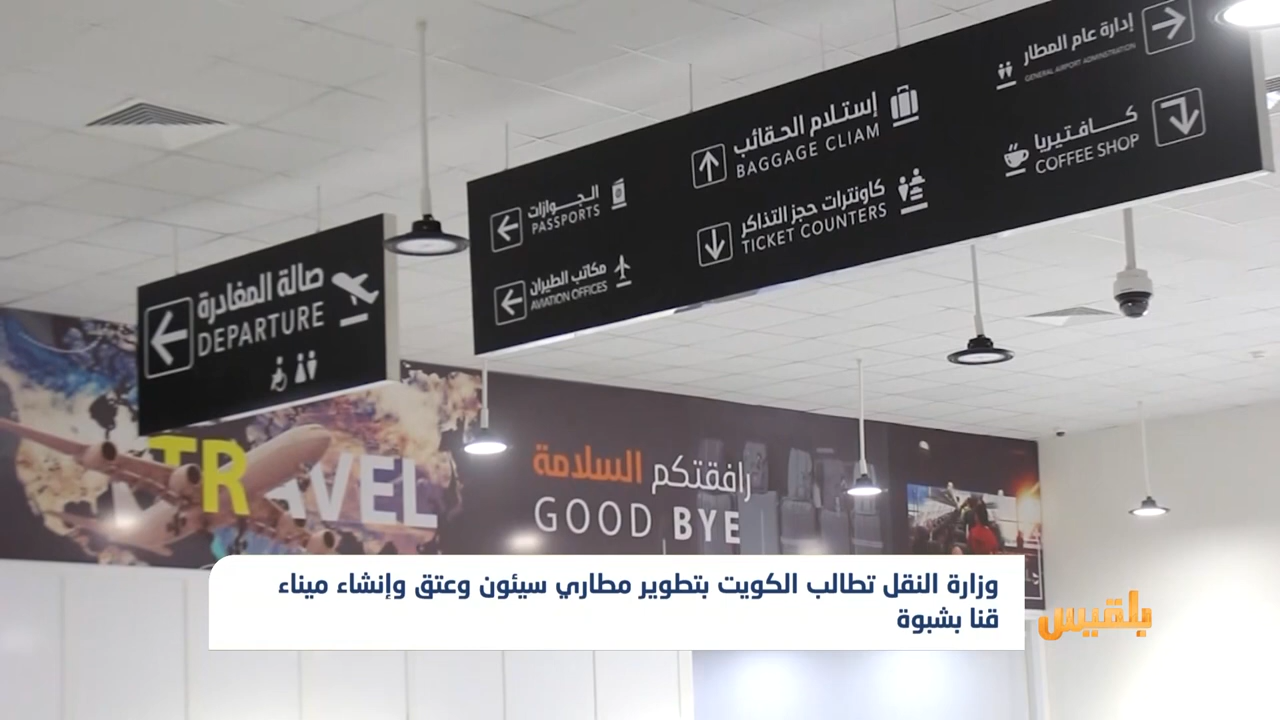 إدارة عام المطار
GENERAL AIRPORT ADMINISTRATION
كافتيريا
COFFEE SHOP
إستلام الحقائب
BAGGAGE CLIAM
كاونترات حجز التذاكر
TICKET COUNTERS
الجوازات
PASSPORTS
مكاتب الطيران
AVIATION OFFICES
صالة المغادرة
DEPARTURE
TRAVEL
رافقتكم السلامة
GOOD BYE
وزارة النقل تطالب الكويت بتطوير مطاري سيئون وعتق وإنشاء ميناء
قنا بشبوة
بلقيس